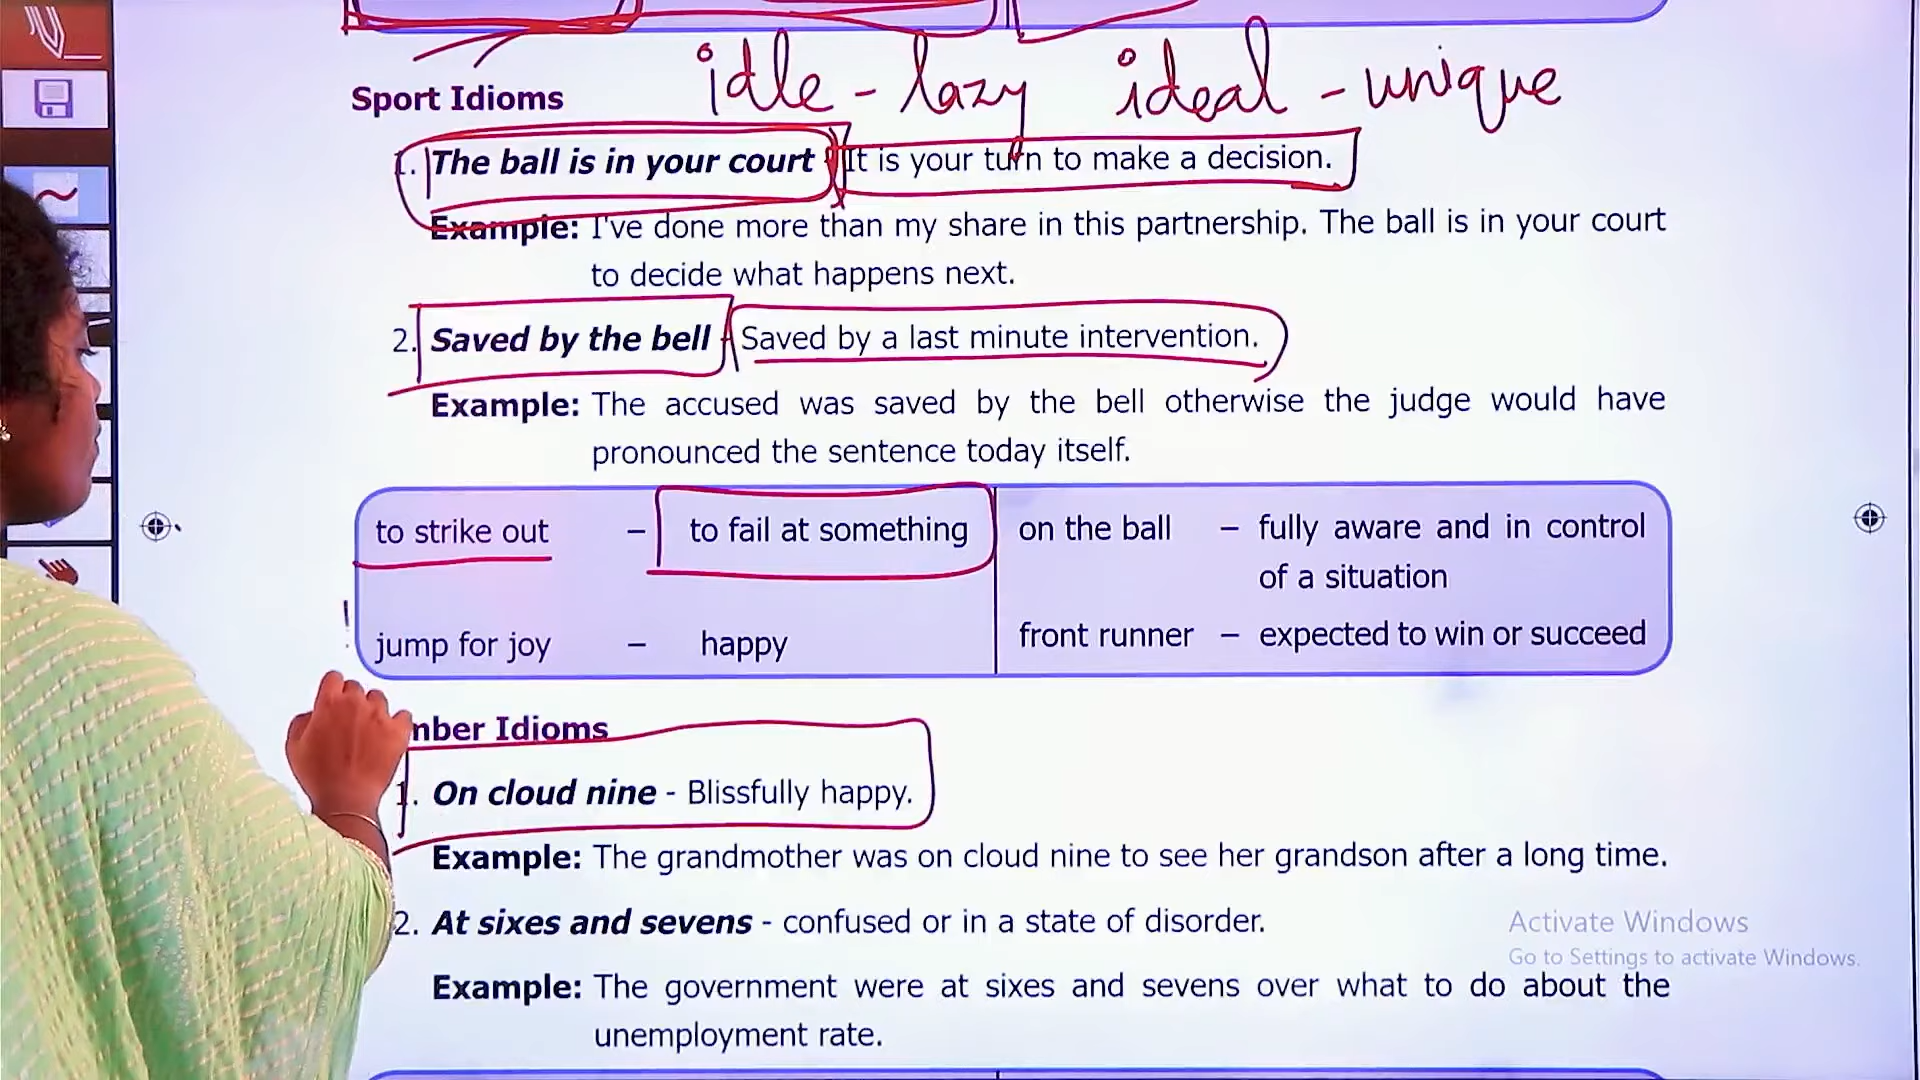 idle - lazy ideal - unique
Sport Idioms
1. The ball is in your court It is your turn to make a decision.
Example: I've done more than my share in this partnership. The ball is in your court
to decide what happens next.
2. Saved by the bell - Saved by a last minute intervention.
Example: The accused was saved by the bell otherwise the judge would have
pronounced the sentence today itself.
to strike out – to fail at something
jump for joy – happy
on the ball – fully aware and in control
of a situation
front runner – expected to win or succeed
mber Idioms
1. On cloud nine - Blissfully happy.
Example: The grandmother was on cloud nine to see her grandson after a long time.
2. At sixes and sevens - confused or in a state of disorder.
Example: The government were at sixes and sevens over what to do about the
unemployment rate.
Activate Windows
Go to Settings to activate Windows.